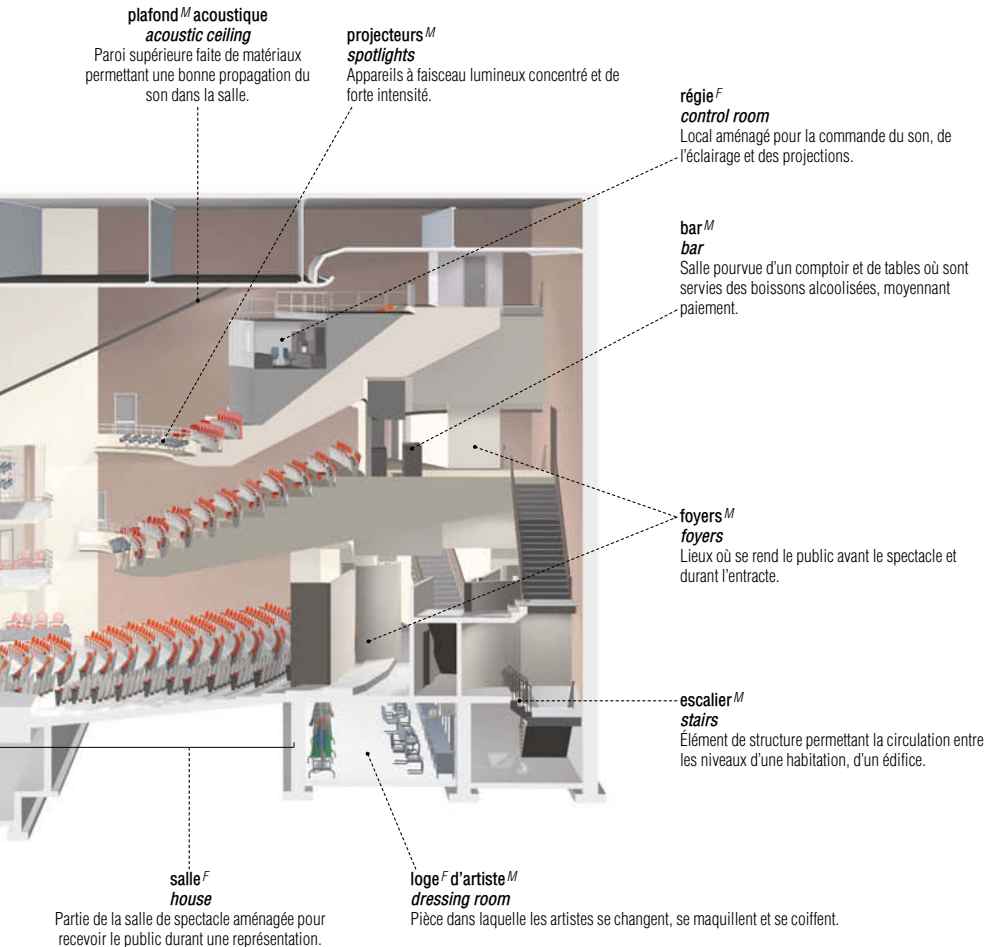 plafond M acoustique
acoustic ceiling
Paroi supérieure faite de matériaux
permettant une bonne propagation du
son dans la salle.
projecteurs M
spotlights
Appareils à faisceau lumineux concentré et de
forte intensité.
régie F
control room
Local aménagé pour la commande du son, de
l’éclairage et des projections.
bar M
bar
Salle pourvue d’un comptoir et de tables où sont
servies des boissons alcoolisées, moyennant
paiement.
foyers M
foyers
Lieux où se rend le public avant le spectacle et
durant l’entracte.
escalier M
stairs
Élément de structure permettant la circulation entre
les niveaux d’une habitation, d’un édifice.
salle F
house
Partie de la salle de spectacle aménagée pour
recevoir le public durant une représentation.
loge F d’artiste M
dressing room
Pièce dans laquelle les artistes se changent, se maquillent et se coiffent.